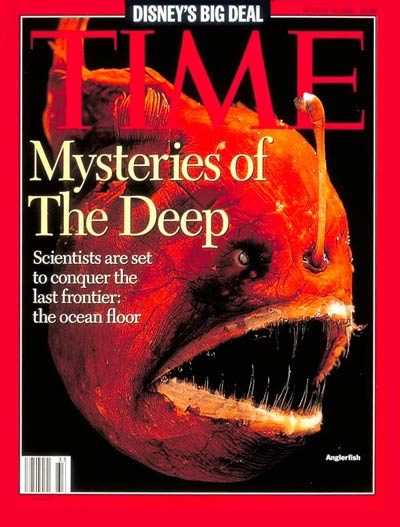 DISNEY'S BIG DEAL
TIME
Mysteries of
The Deep
Scientists are set
to conquer the
last frontier:
the ocean floor
Anglerfish
33